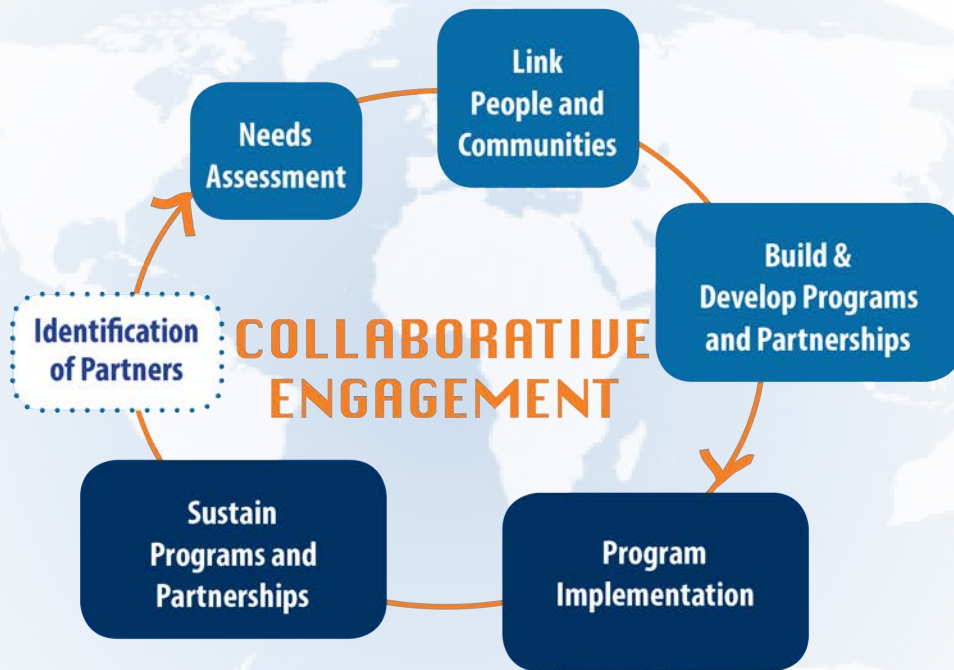 Link
People and
Communities
Needs
Assessment
Build &
Develop Programs
and Partnerships
Identification
of Partners
COLLABORATIVE
ENGAGEMENT
Sustain
Programs and
Partnerships
Program
Implementation